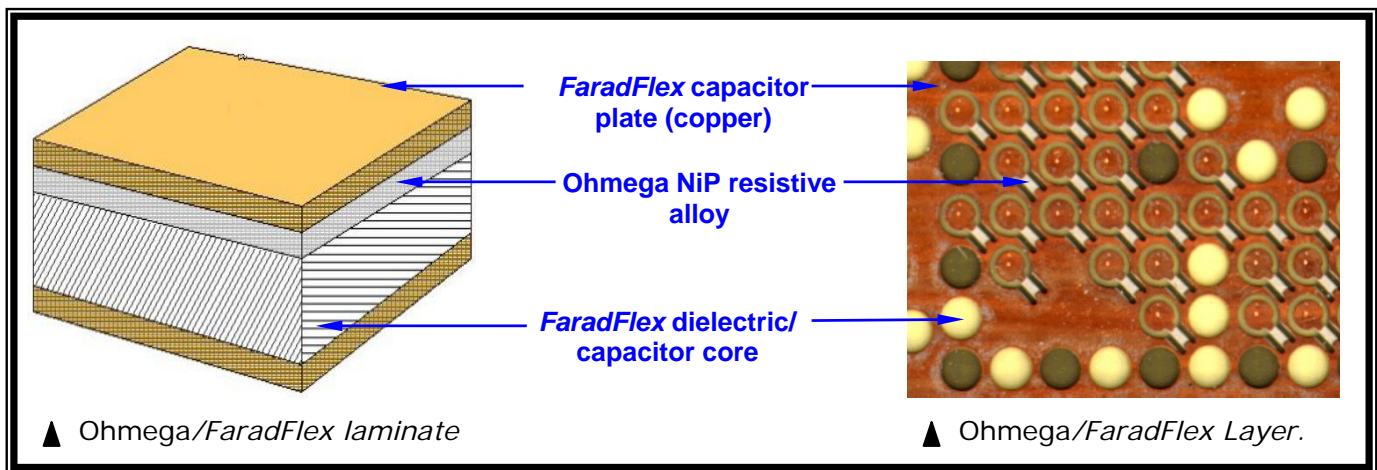 FaradFlex capacitor
plate (copper)
Ohmega NiP resistive
alloy
FaradFlex dielectric/
capacitor core
▲ Ohmega/FaradFlex laminate
▲ Ohmega/FaradFlex Layer.